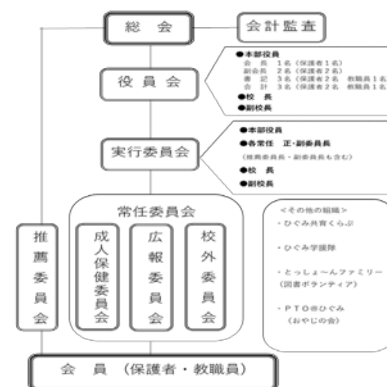 総 会
会計監査
役 員 会
●本部役員
会 長 1名（保護者1名）
副会長 2名（保護者2名）
書 記 3名（保護者2名 教職員1名
会 計 3名（保護者2名 教職員1名
●校 長
●副校長
実行委員会
●本部役員
●各常任 正・副委員長
（推薦委員長・副委員長も含む）
●校 長
●副校長
常任委員会
推薦委員会
成人保健委員会
広報委員会
校外委員会
＜その他の組織＞
・ひぐみ共育くらぶ
・ひぐみ学援隊
・とっしょ～んファミリー
（図書ボランティア）
・PTO＠ひぐみ
（おやじの会）
会 員 （保護者・教職員）